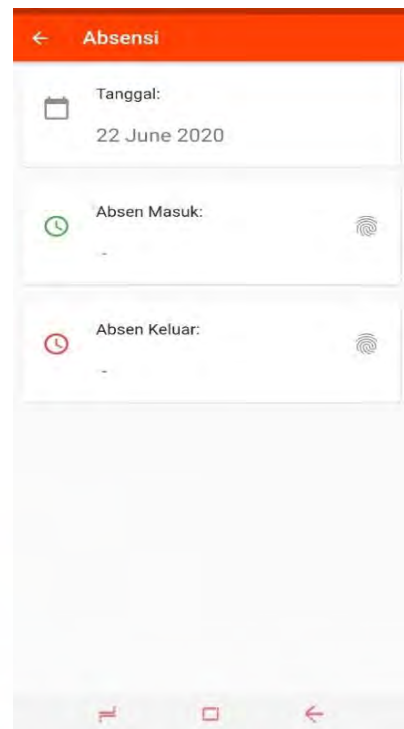 Absensi
Tanggal:
22 June 2020
Absen Masuk:
-
Absen Keluar:
-